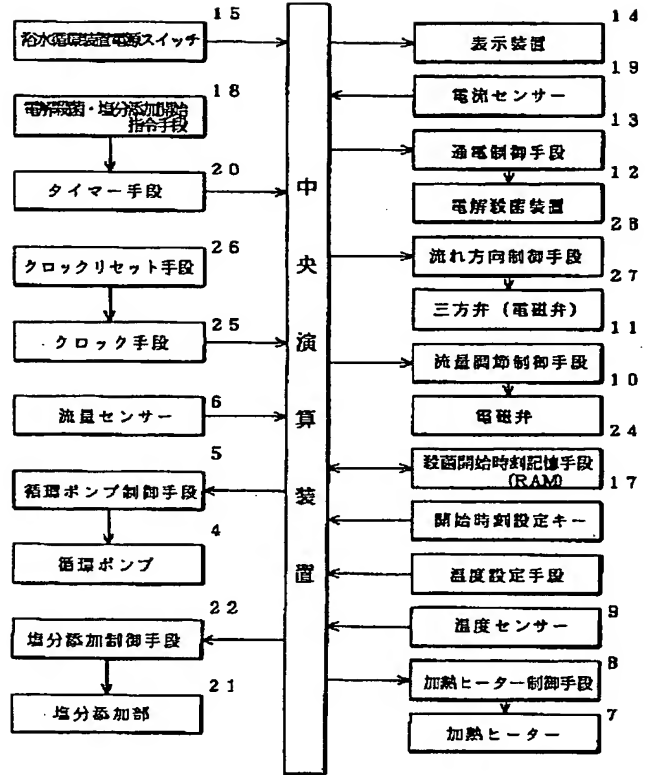 15
浴水循環装置電源スイッチ
18
電解殺菌・塩分添加開始
指令手段
20
タイマー手段
26
クロックリセット手段
25
クロック手段
6
流量センサー
5
循環ポンプ制御手段
4
循環ポンプ
22
塩分添加制御手段
21
塩分添加部
中央演算装置
14
表示装置
19
電流センサー
13
通電制御手段
12
電解殺菌装置
28
流れ方向制御手段
27
三方弁（電磁弁）
11
流量調節制御手段
10
電磁弁
24
殺菌開始時刻記憶手段
(RAM)
17
開始時刻設定キー
温度設定手段
9
温度センサー
8
加熱ヒーター制御手段
7
加熱ヒーター